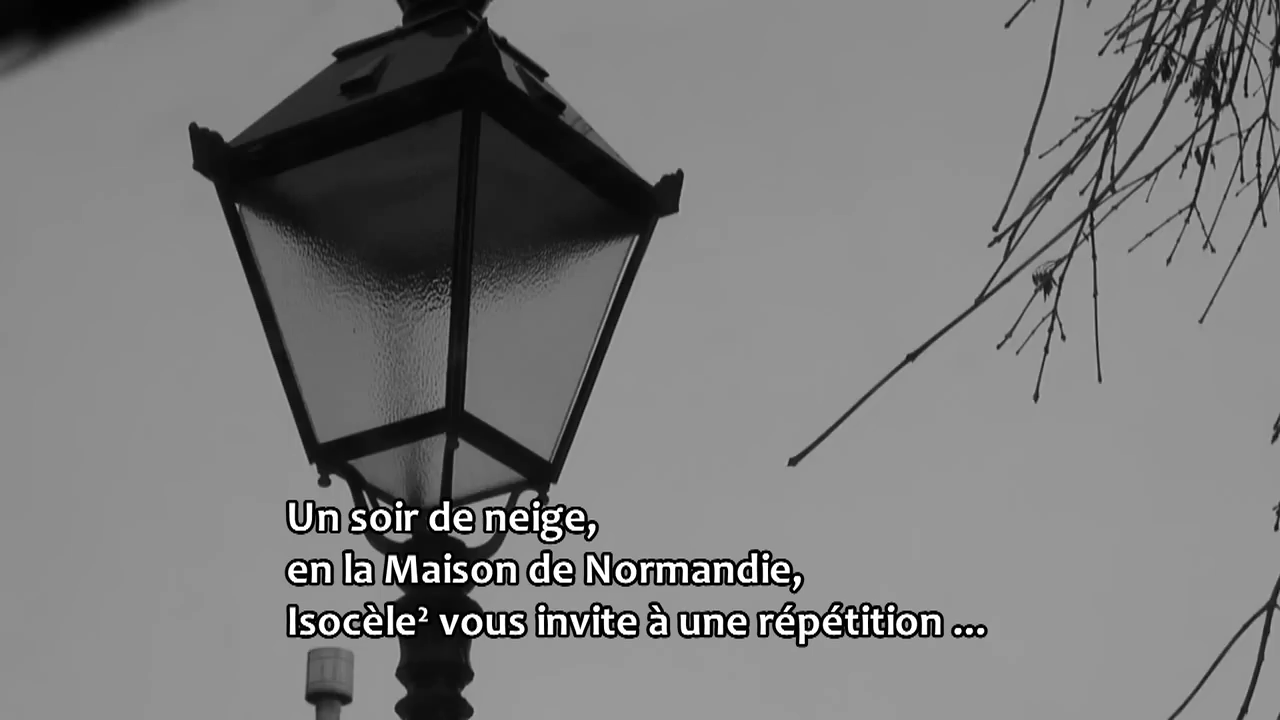 Un soir de neige,
en la Maison de Normandie,
Isocèle² vous invite à une répétition ...